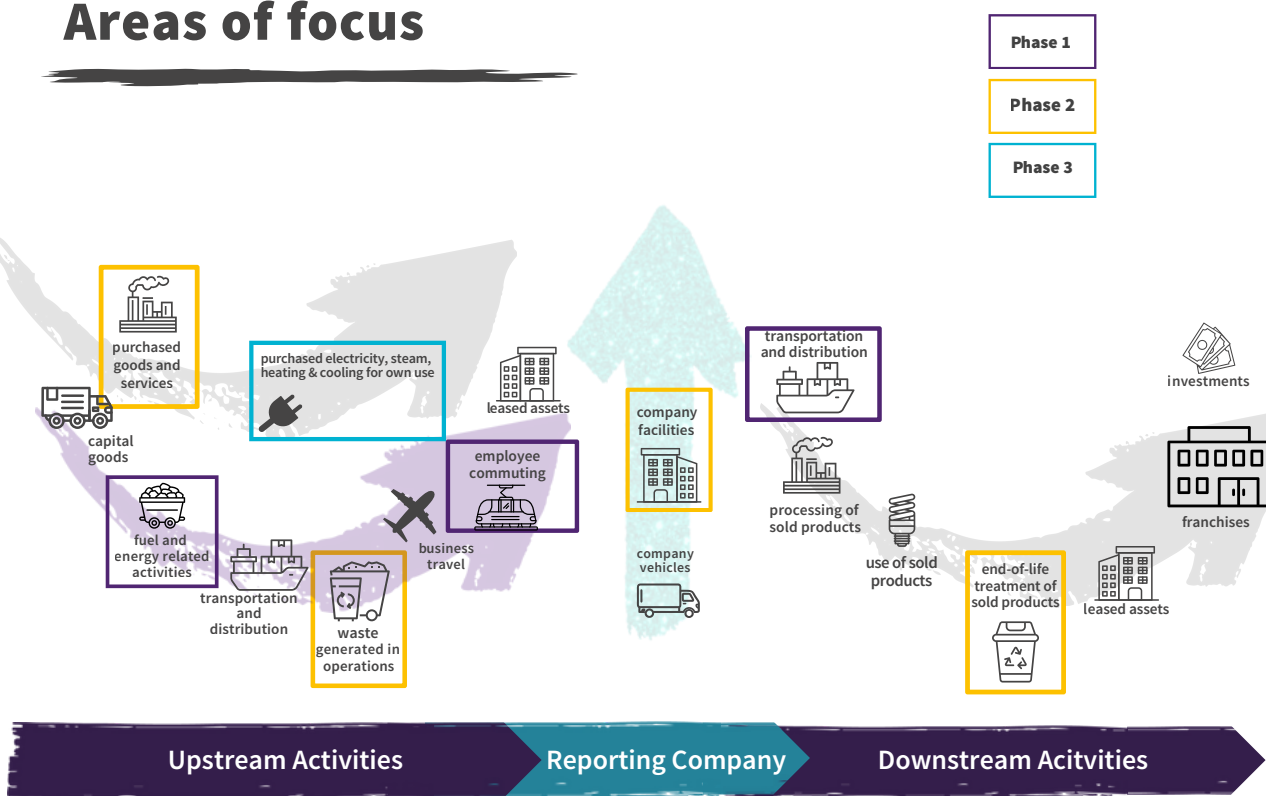 Areas of focus
Phase 1
Phase 2
Phase 3
purchased
goods and
services
capital
goods
purchased electricity, steam,
heating & cooling for own use
leased assets
fuel and
energy related
activities
transportation
and
distribution
waste
generated in
operations
business
travel
employee
commuting
company
facilities
company
vehicles
transportation
and distribution
processing of
sold products
use of sold
products
end-of-life
treatment of
sold products
leased assets
investments
franchises
Upstream Activities
Reporting Company
Downstream Acitvities